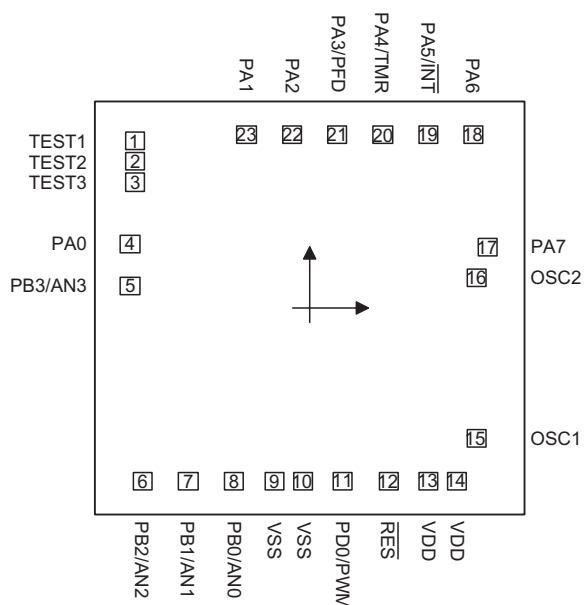 PA1 PA2 PA3/PFD PA4/TMR PA5/INT PA6
23 22 21 20 19 18
TEST1 1
TEST2 2
TEST3 3
PA0 4
17 PA7
16 OSC2
PB3/AN3 5
15 OSC1
6 7 8 9 10 11 12 13 14
PB2/AN2 PB1/AN1 PB0/AN0 VSS VSS PD0/PWM RES VDD VDD